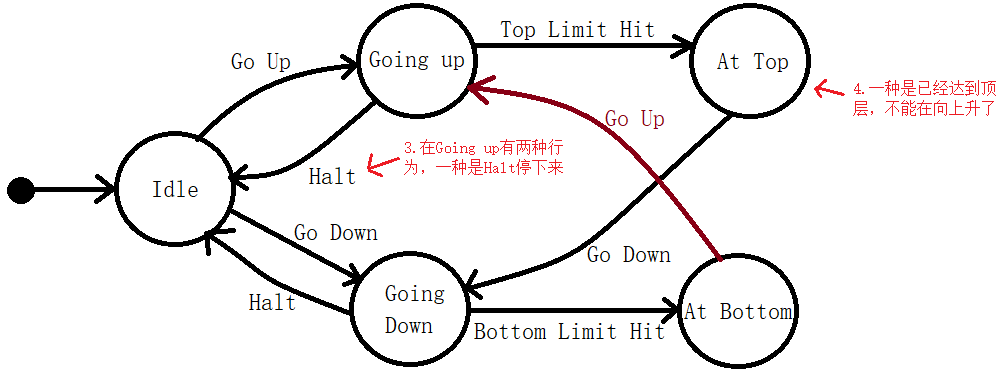 Top Limit Hit
Go Up
Going up
At Top
4.一种是已经达到顶
层，不能在向上升了
Go Up
3.在Going up有两种行
为，一种是Halt停下来
Halt
Idle
Go Down
Go Down
Halt
Going
Down
At Bottom
Bottom Limit Hit